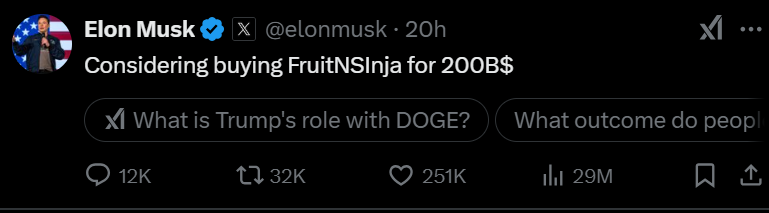 Elon Musk X @elonmusk · 20h
Considering buying FruitNSInja for 200B$
What is Trump's role with DOGE? What outcome do peopl
12K 32K 251K 29M